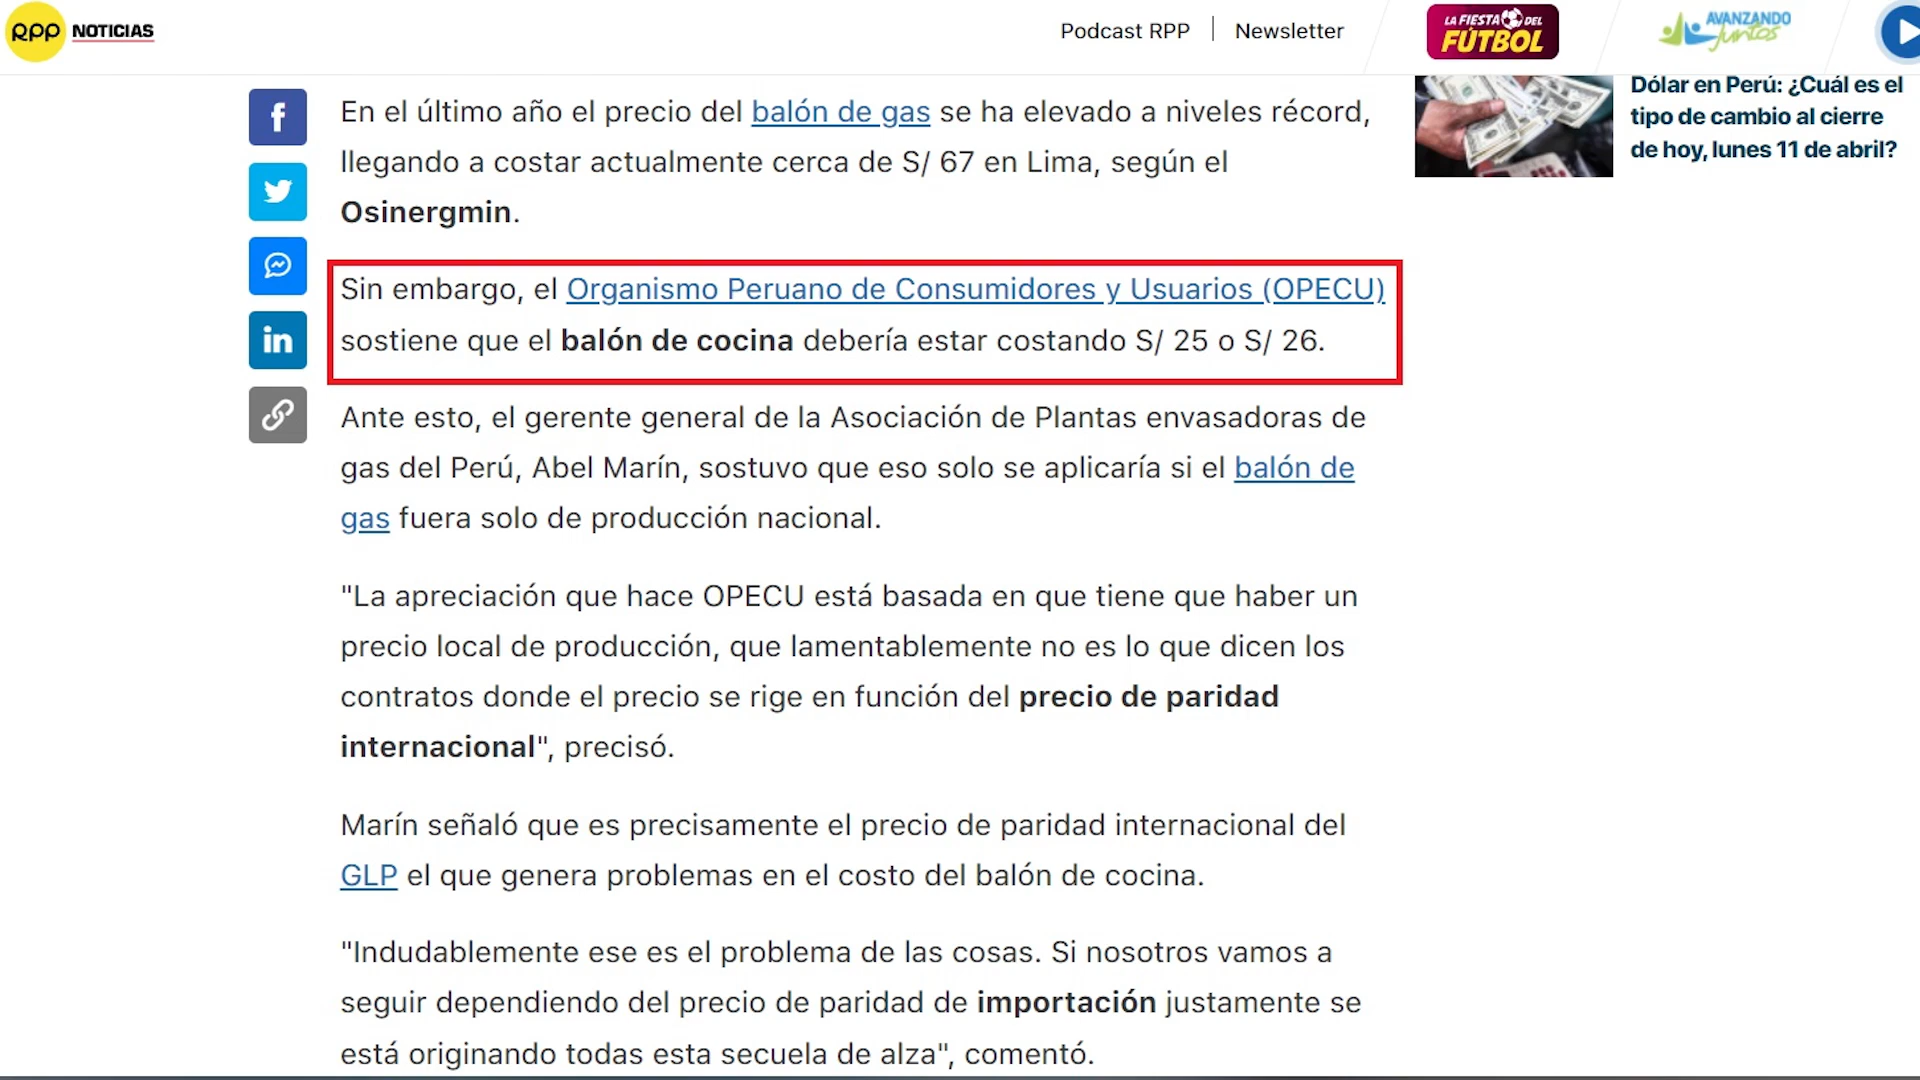 RPP NOTICIAS
Podcast RPP
Newsletter
LA FIESTA DEL
FÚTBOL
AVANZANDO
Juntos
En el último año el precio del balón de gas se ha elevado a niveles récord,
llegando a costar actualmente cerca de S/ 67 en Lima, según el
Osinergmin.
Sin embargo, el Organismo Peruano de Consumidores y Usuarios (OPECU)
sostiene que el balón de cocina debería estar costando S/ 25 o S/ 26.
Ante esto, el gerente general de la Asociación de Plantas envasadoras de
gas del Perú, Abel Marín, sostuvo que eso solo se aplicaría si el balón de
gas fuera solo de producción nacional.
"La apreciación que hace OPECU está basada en que tiene que haber un
precio local de producción, que lamentablemente no es lo que dicen los
contratos donde el precio se rige en función del precio de paridad
internacional", precisó.
Marín señaló que es precisamente el precio de paridad internacional del
GLP el que genera problemas en el costo del balón de cocina.
"Indudablemente ese es el problema de las cosas. Si nosotros vamos a
seguir dependiendo del precio de paridad de importación justamente se
está originando todas esta secuela de alza", comentó.
Dólar en Perú: ¿Cuál es el
tipo de cambio al cierre
de hoy, lunes 11 de abril?